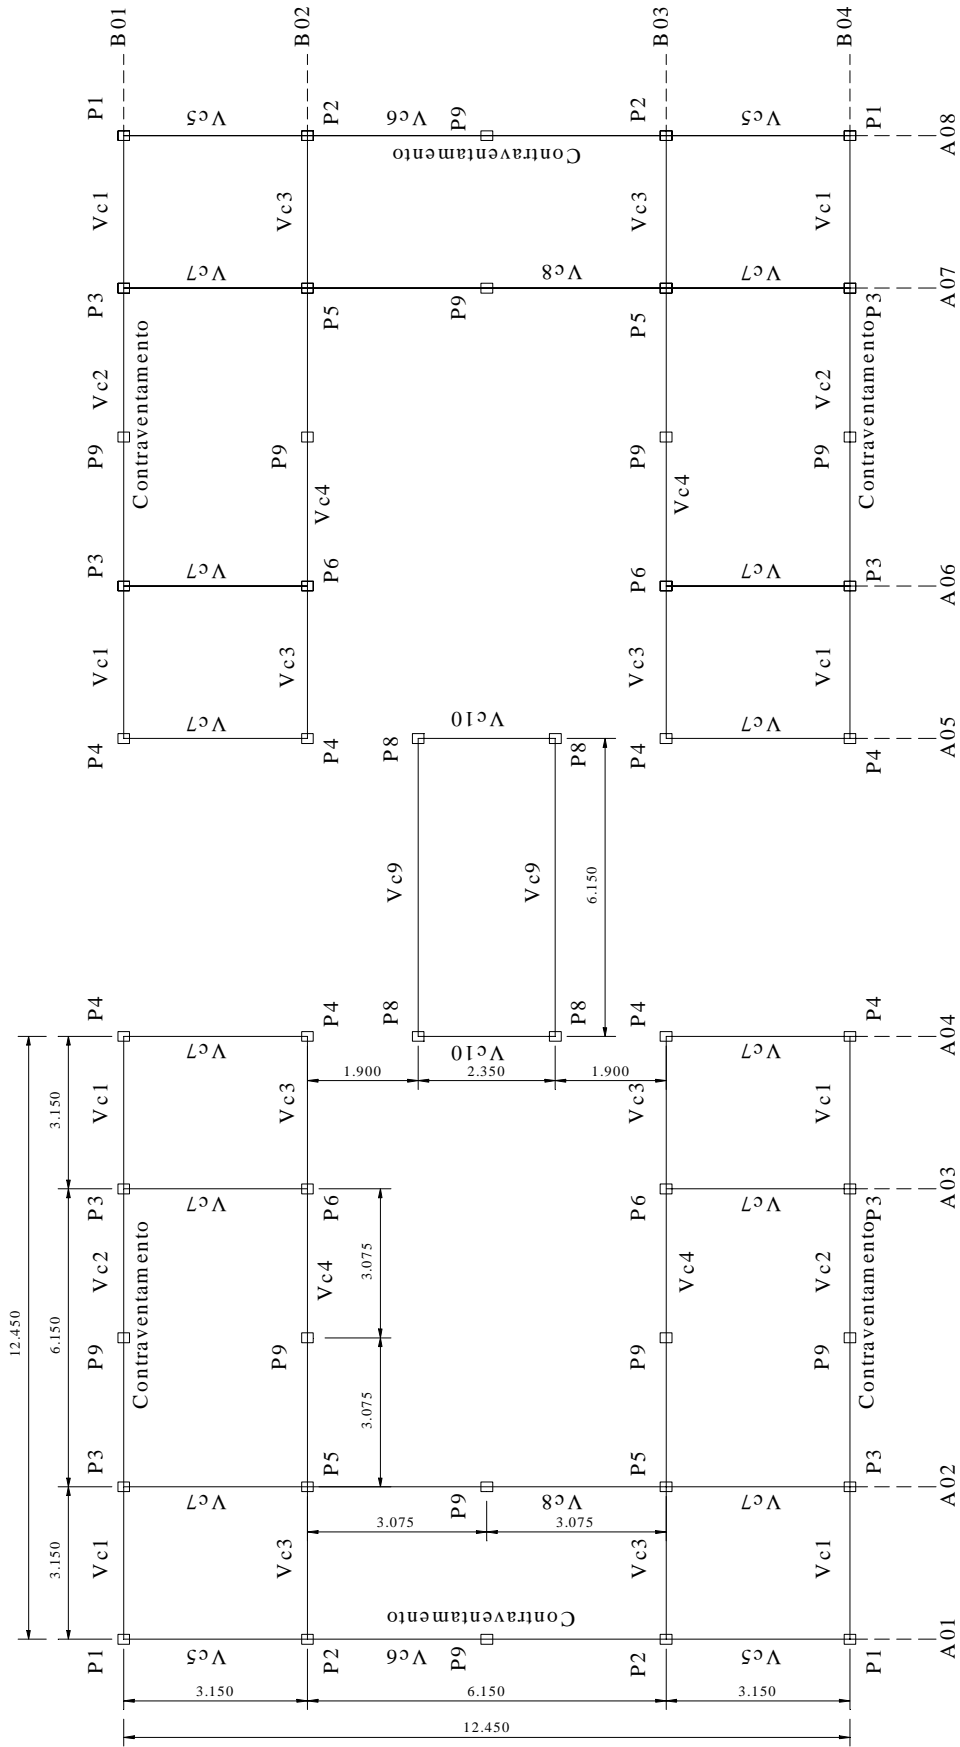 12.450
3.150 6.150 3.150
P1 Vc1 P3 P9 Vc2 P3 Vc1 P4 P4 Vc1 P3 P9 Vc2 P3 Vc1 P1 B01
Contraventamento Contraventamento
3.150 Vc5 Vc7 Vc7 Vc7 Vc7 Vc7 Vc7 Vc5
Vc3 P9 Vc3 Vc3 P9 Vc3 B02
P2 P5 Vc4 P6 P4 P4 P6 Vc4 P5 P2
3.075 3.075 1.900
Vc6 3.075 P8 Vc9 P8 Vc6
P9 P9 P9 P9
12.450 6.150 Contraventamento 2.350 Vc10 Vc10 Contraventamento
Vc9
3.075 Vc8 1.900 P8 6.150 P8 Vc8
P2 Vc3 P5 P9 P6 Vc3 P4 P4 Vc3 P6 P9 P5 Vc3 P2 B03
Vc4 Vc4
3.150 Vc5 Vc7 Vc7 Vc7 Vc7 Vc7 Vc7 Vc5
Vc1 P9 Vc2 Vc1 Vc1 P9 Vc2 Vc1 B04
P1 P3 Contraventamento P3 P4 P4 P3 Contraventamento P3 P1
A01 A02 A03 A04 A05 A06 A07 A08